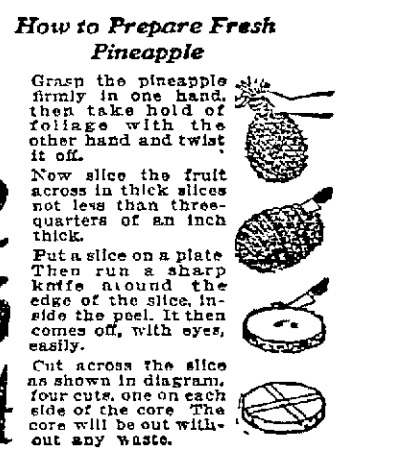 How to Prepare Fresh
Pineapple
Grasp the pineapple
firmly in one hand,
then take hold of
foliage with the
other hand and twist
it off.
Now slice the fruit
across in thick slices
not less than three-
quarters of an inch
thick.
Put a slice on a plate
Then run a sharp
knife around the
edge of the slice, in-
side the peel. It then
comes off, with eyes,
easily.
Cut across the slice
as shown in diagram,
four cuts, one on each
side of the core The
core will be out with-
out any waste.